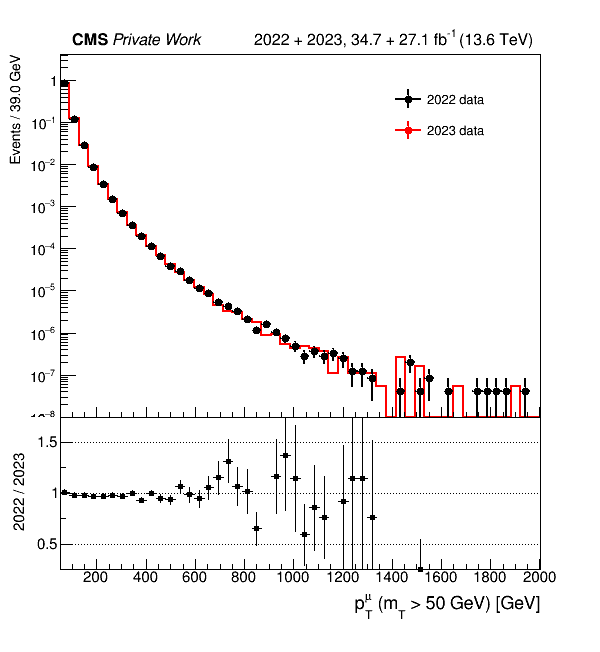 CMS Private Work 2022 + 2023, 34.7 + 27.1 fb⁻¹ (13.6 TeV)
Events / 39.0 GeV
1
10⁻¹
10⁻²
10⁻³
10⁻⁴
10⁻⁵
10⁻⁶
10⁻⁷
10⁻⁸
2022 data
2023 data
2022 / 2023
1.5
1
0.5
200 400 600 800 1000 1200 1400 1600 1800 2000
p_T^μ (m_T > 50 GeV) [GeV]